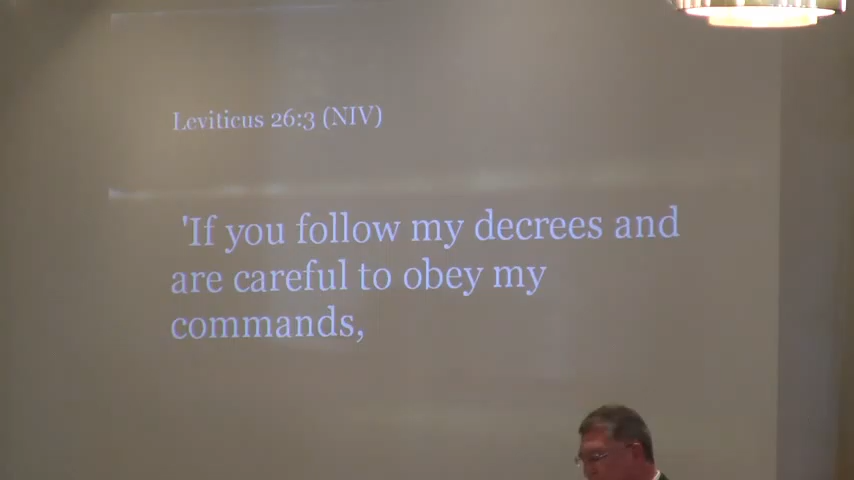 Leviticus 26:3 (NIV)
'If you follow my decrees and
are careful to obey my
commands,